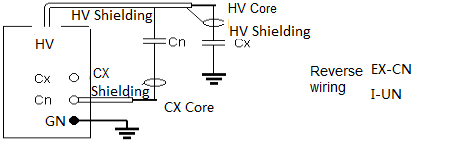 HV Core
HV Shielding
HV Shielding
HV
Cn
Cx
Cx
CX
Shielding
Cn
CX Core
GN
Reverse wiring
EX-CN
I-UN